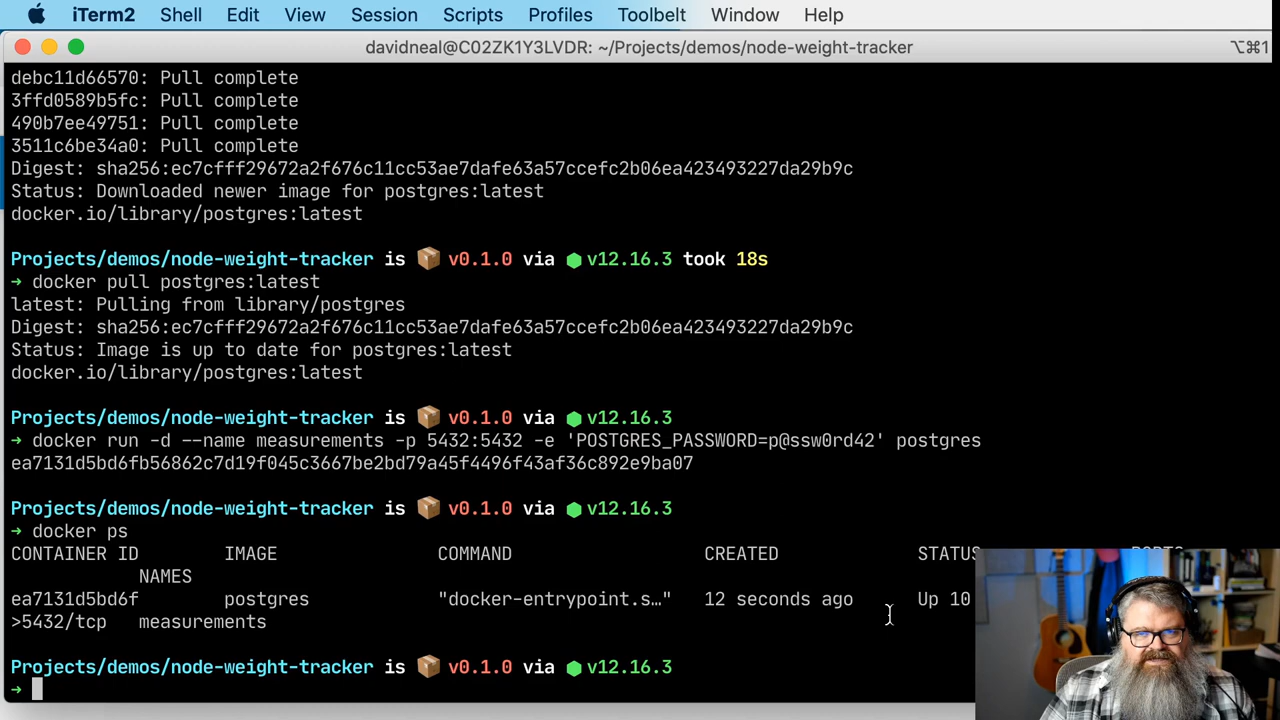 iTerm2 Shell Edit View Session Scripts Profiles Toolbelt Window Help
davidneal@C02ZK1Y3LVDR: ~/Projects/demos/node-weight-tracker ⌥⌘1
debc11d66570: Pull complete
3ffd0589b5fc: Pull complete
490b7ee49751: Pull complete
3511c6be34a0: Pull complete
Digest: sha256:ec7cfff29672a2f676c11cc53ae7dafe63a57ccefc2b06ea423493227da29b9c
Status: Downloaded newer image for postgres:latest
docker.io/library/postgres:latest
Projects/demos/node-weight-tracker is 📦 v0.1.0 via ⬢ v12.16.3 took 18s
➜ docker pull postgres:latest
latest: Pulling from library/postgres
Digest: sha256:ec7cfff29672a2f676c11cc53ae7dafe63a57ccefc2b06ea423493227da29b9c
Status: Image is up to date for postgres:latest
docker.io/library/postgres:latest
Projects/demos/node-weight-tracker is 📦 v0.1.0 via ⬢ v12.16.3
➜ docker run -d --name measurements -p 5432:5432 -e 'POSTGRES_PASSWORD=p@ssw0rd42' postgres
ea7131d5bd6fb56862c7d19f045c3667be2bd79a45f4496f43af36c892e9ba07
Projects/demos/node-weight-tracker is 📦 v0.1.0 via ⬢ v12.16.3
➜ docker ps
CONTAINER ID IMAGE COMMAND CREATED STATUS
NAMES
ea7131d5bd6f postgres "docker-entrypoint.s…" 12 seconds ago Up 10
>5432/tcp measurements
Projects/demos/node-weight-tracker is 📦 v0.1.0 via ⬢ v12.16.3
➜